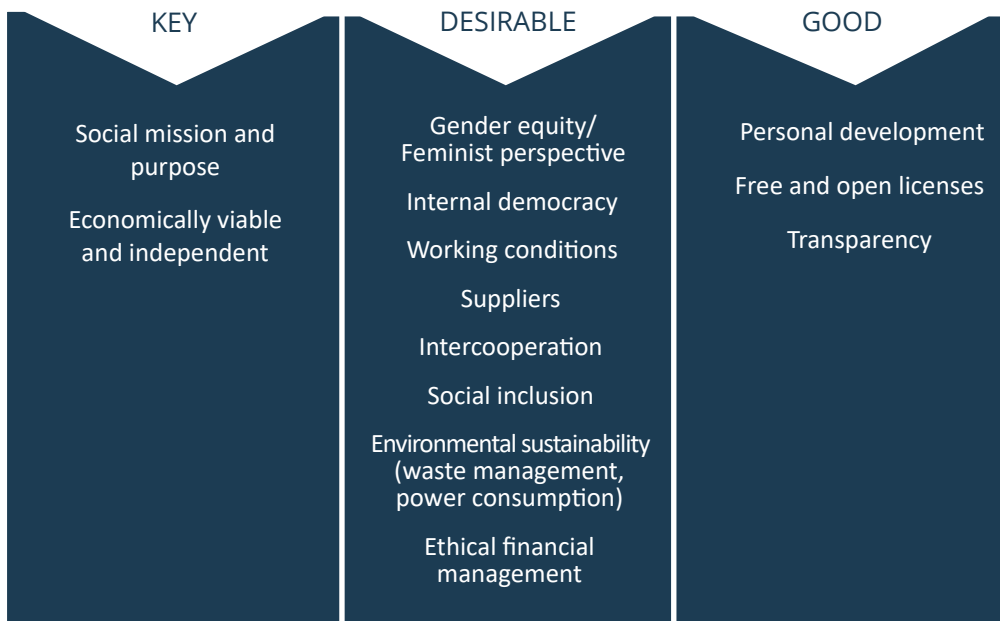 KEY
Social mission and
purpose
Economically viable
and independent
DESIRABLE
Gender equity/
Feminist perspective
Internal democracy
Working conditions
Suppliers
Intercooperation
Social inclusion
Environmental sustainability
(waste management,
power consumption)
Ethical financial
management
GOOD
Personal development
Free and open licenses
Transparency